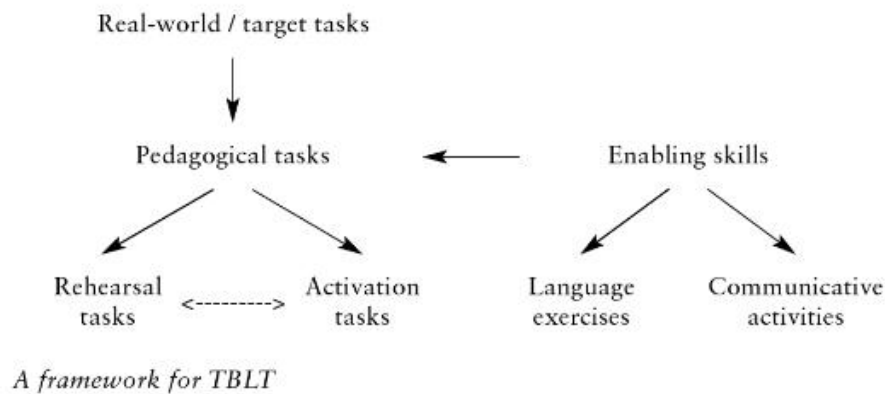 Real-world / target tasks
Pedagogical tasks
Enabling skills
Rehearsal
tasks
Activation
tasks
Language
exercises
Communicative
activities
A framework for TBLT